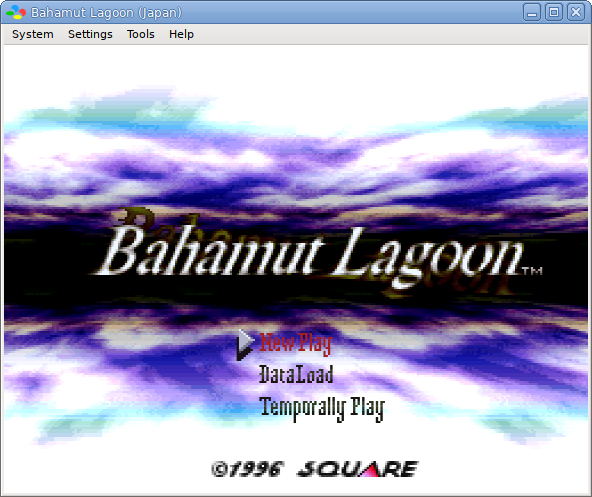 Bahamut Lagoon (Japan)
System Settings Tools Help
Bahamut Lagoon™
New Play
DataLoad
Temporally Play
©1996 SQUARE